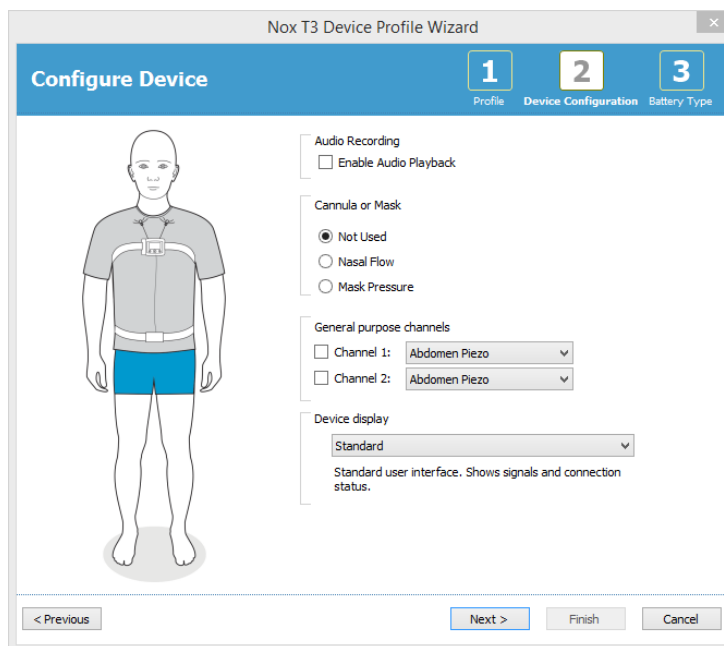 Nox T3 Device Profile Wizard
×
Configure Device
1
Profile
2
Device Configuration
3
Battery Type
Audio Recording
Enable Audio Playback
Cannula or Mask
Not Used
Nasal Flow
Mask Pressure
General purpose channels
Channel 1: Abdomen Piezo
Channel 2: Abdomen Piezo
Device display
Standard
Standard user interface. Shows signals and connection
status.
< Previous
Next >
Finish
Cancel